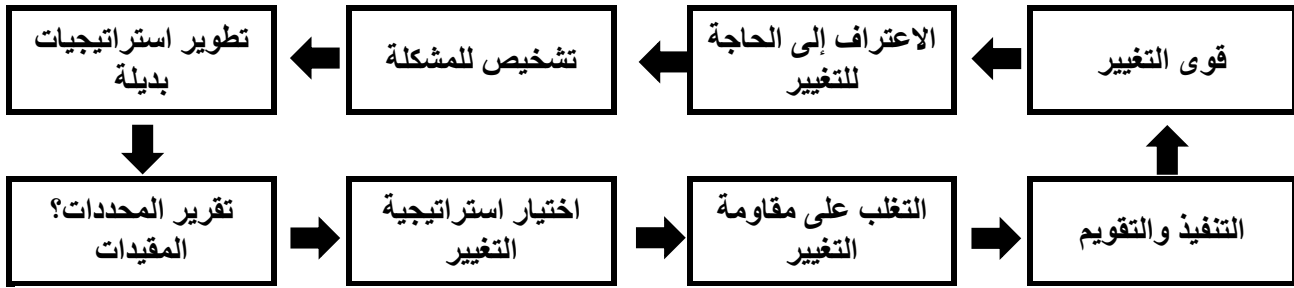 قوى التغيير
الاعتراف إلى الحاجة
للتغيير
تشخيص للمشكلة
تطوير استراتيجيات
بديلة
تقرير المحددات؟
المقيدات
اختيار استراتيجية
التغيير
التغلب على مقاومة
التغيير
التنفيذ والتقويم